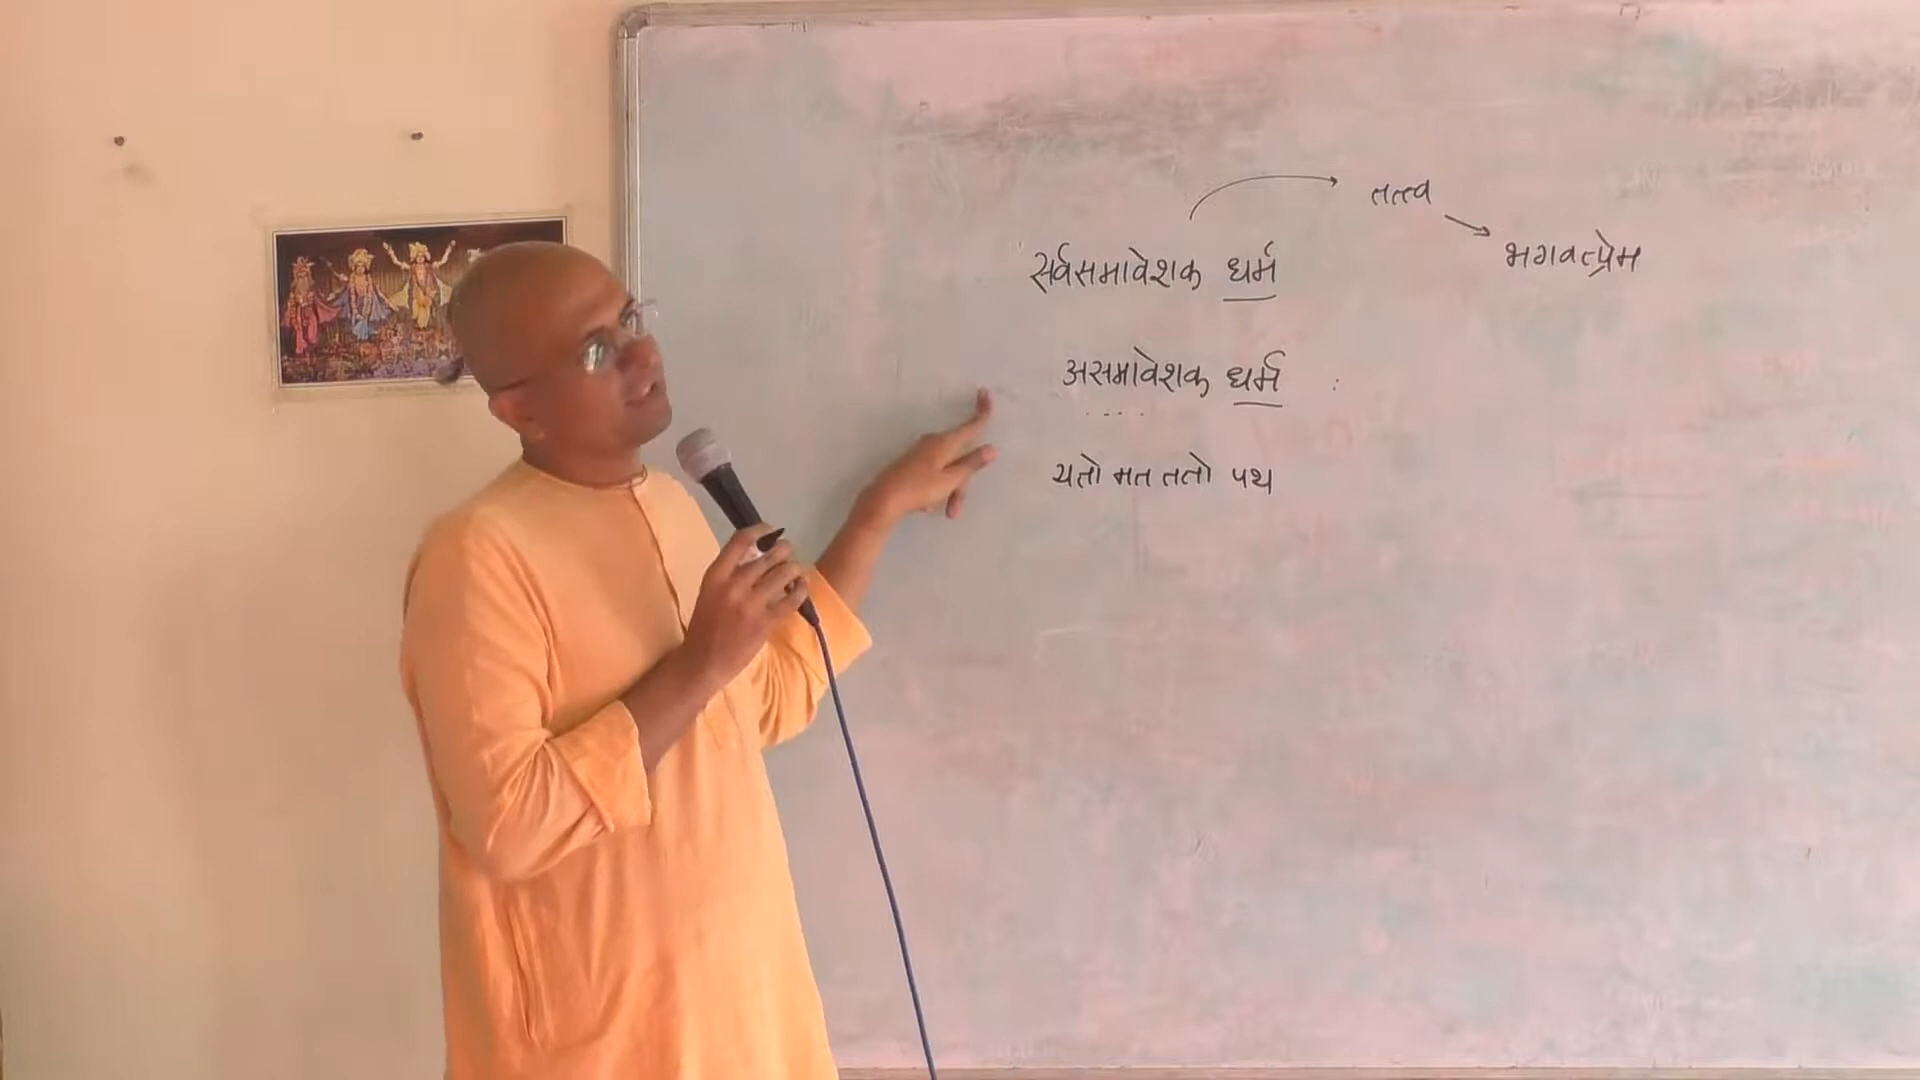 तत्त्व
सर्वसमावेशक धर्म
भगवत्प्रेम
असमावेशक धर्म
यतो मत ततो पथ